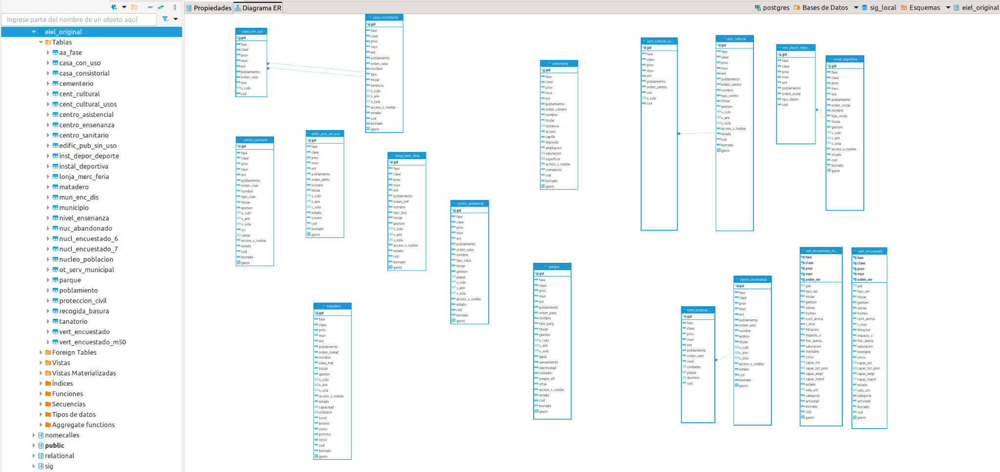 Propiedades
Diagrama ER
postgres
Bases de Datos
sig_local
Esquemas
eiel_original
Ingrese parte del nombre de un objeto aquí
eiel_original
Tablas
aa_fase
casa_con_uso
casa_consistorial
cementerio
cent_cultural
cent_cultural_usos
centro_asistencial
centro_ensenanza
centro_sanitario
edific_pub_sin_uso
inst_depor_deporte
instal_deportiva
lonja_merc_feria
matadero
mun_enc_dis
municipio
nivel_ensenanza
nuc_abandonado
nucl_encuestado_6
nucl_encuestado_7
nucleo_poblacion
ot_serv_municipal
parque
poblamiento
proteccion_civil
recogida_basura
tanatorio
vert_encuestado
vert_encuestado_m50
Foreign Tables
Vistas
Vistas Materializadas
Índices
Funciones
Secuencias
Tipos de datos
Aggregate functions
nomecalles
public
relational
sig
casa_con_uso
gid
fase
clave
prov
mun
ent
poblamiento
orden_casa
uso
s_cubi
cod
casa_consistorial
gid
fase
clave
prov
mun
ent
poblamiento
orden_casa
nombre
tipo
titular
tenencia
s_cubi
s_aire
s_sola
acceso_s_ruedas
estado
cod
borrado
geom
centro_sanitario
gid
fase
clave
prov
mun
ent
poblamiento
orden_csan
nombre
tipo_csan
titular
gestion
s_cubi
s_aire
s_sola
uci
camas
acceso_s_ruedas
estado
cod
borrado
geom
edific_pub_sin_uso
gid
fase
clave
prov
mun
ent
poblamiento
orden_edific
nombre
titular
s_cubi
s_aire
s_sola
estado
usoant
cod
borrado
geom
lonja_merc_feria
gid
fase
clave
prov
mun
ent
poblamiento
orden_lmf
nombre
tipo_lonj
titular
gestion
s_cubi
s_aire
s_sola
acceso_s_ruedas
estado
cod
borrado
geom
centro_asistencial
gid
fase
clave
prov
mun
ent
poblamiento
orden_casis
nombre
tipo_casis
titular
gestion
plazas
s_cubi
s_aire
s_sola
acceso_s_ruedas
estado
cod
borrado
geom
matadero
gid
fase
clave
prov
mun
ent
poblamiento
orden_matad
nombre
clase_mat
titular
gestion
s_cubi
s_aire
s_sola
acceso_s_ruedas
estado
capacidad
utilizacio
tunel
bovino
ovino
porcino
otros
cod
borrado
geom
cementerio
gid
fase
clave
prov
mun
ent
poblamiento
orden_cement
nombre
titular
distancia
acceso
capilla
deposito
ampliacion
saturacion
superficie
acceso_s_ruedas
crematorio
cod
borrado
geom
parque
gid
fase
clave
prov
mun
ent
poblamiento
orden_parq
nombre
tipo_parq
titular
gestion
s_cubi
s_aire
s_sola
agua
saneamiento
electricidad
comedor
juegos_inf
otras
acceso_s_ruedas
estado
cod
borrado
geom
cent_cultural_us...
gid
fase
clave
prov
mun
ent
poblamiento
orden_centro
uso
s_cubi
cod
cent_cultural
gid
fase
clave
prov
mun
ent
poblamiento
orden_centro
nombre
tipo_centro
titular
gestion
s_cubi
s_aire
s_sola
acceso_s_ruedas
estado
cod
borrado
geom
inst_depor_depo...
gid
fase
clave
prov
mun
ent
poblamiento
orden_instal
tipo_depor
cod
instal_deportiva
gid
fase
clave
prov
mun
ent
poblamiento
orden_instal
nombre
tipo_insde
titular
gestion
s_cubi
s_aire
s_sola
acceso_s_ruedas
estado
cod
borrado
geom
nivel_ensenan...
gid
fase
clave
prov
mun
ent
poblamiento
orden_cent
nivel
unidades
plazas
alumnos
cod
centro_ensenanza
gid
fase
clave
prov
mun
ent
poblamiento
orden_cent
nombre
ambito
titular
s_cubi
s_aire
s_sola
acceso_s_ruedas
estado
cod
borrado
geom
vert_encuestado_m...
fase
clave
prov
mun
orden_ver
gid
tipo_ver
titular
gestion
olores
humos
cont_anima
r_inun
filtracion
impacto_v
frec_averia
saturacion
inestable
otros
capac_tot
capac_tot_porc
capac_ampl
capac_transf
estado
vida_util
categoria
actividad
borrado
cod
geom
vert_encuestado
fase
clave
prov
mun
orden_ver
gid
tipo_ver
titular
gestion
olores
humos
cont_anima
r_inun
filtracion
impacto_v
frec_averia
saturacion
inestable
otros
capac_tot
capac_tot_porc
capac_ampl
capac_transf
estado
vida_util
categoria
actividad
borrado
cod
geom